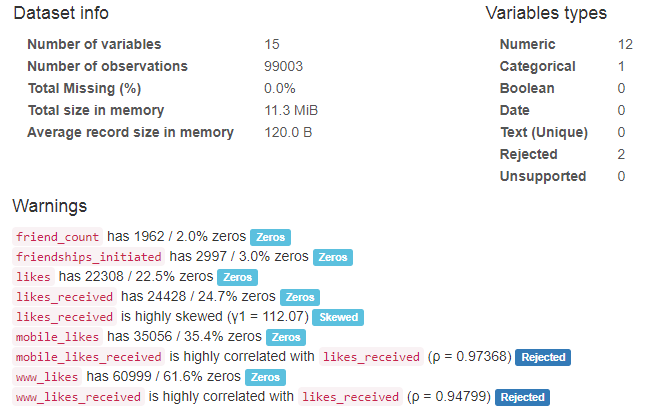 Dataset info
Number of variables 15
Number of observations 99003
Total Missing (%) 0.0%
Total size in memory 11.3 MiB
Average record size in memory 120.0 B
Variables types
Numeric 12
Categorical 1
Boolean 0
Date 0
Text (Unique) 0
Rejected 2
Unsupported 0
Warnings
friend_count has 1962 / 2.0% zeros Zeros
friendships_initiated has 2997 / 3.0% zeros Zeros
likes has 22308 / 22.5% zeros Zeros
likes_received has 24428 / 24.7% zeros Zeros
likes_received is highly skewed (γ1 = 112.07) Skewed
mobile_likes has 35056 / 35.4% zeros Zeros
mobile_likes_received is highly correlated with likes_received (ρ = 0.97368) Rejected
www_likes has 60999 / 61.6% zeros Zeros
www_likes_received is highly correlated with likes_received (ρ = 0.94799) Rejected